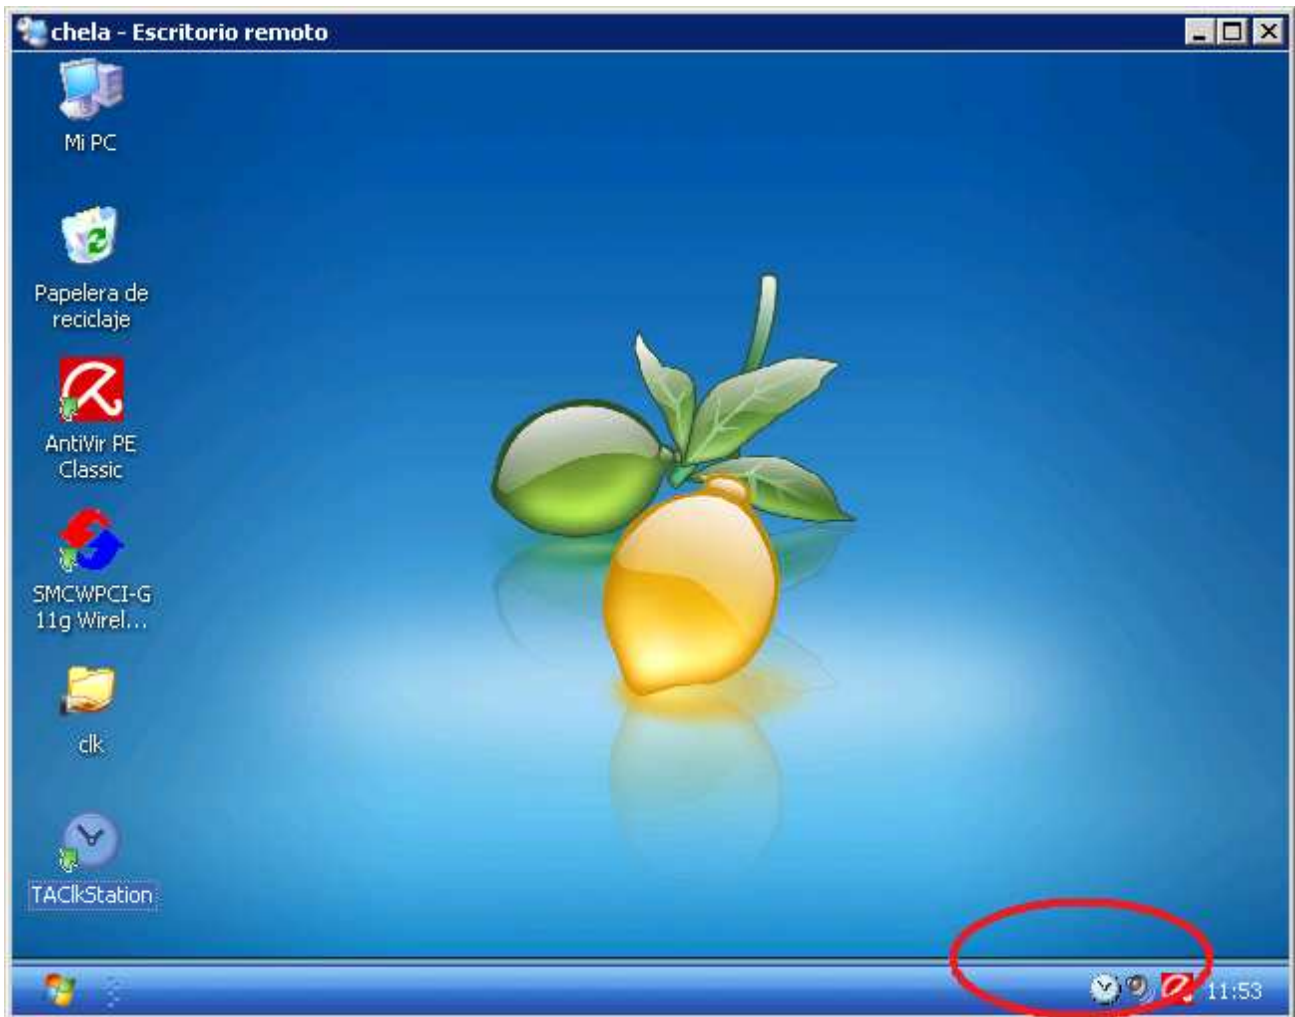 chela - Escritorio remoto
Mi PC
Papelera de
reciclaje
AntiVir PE
Classic
SMCWPCI-G
11g Wirel...
clk
TAClkStation
11:53